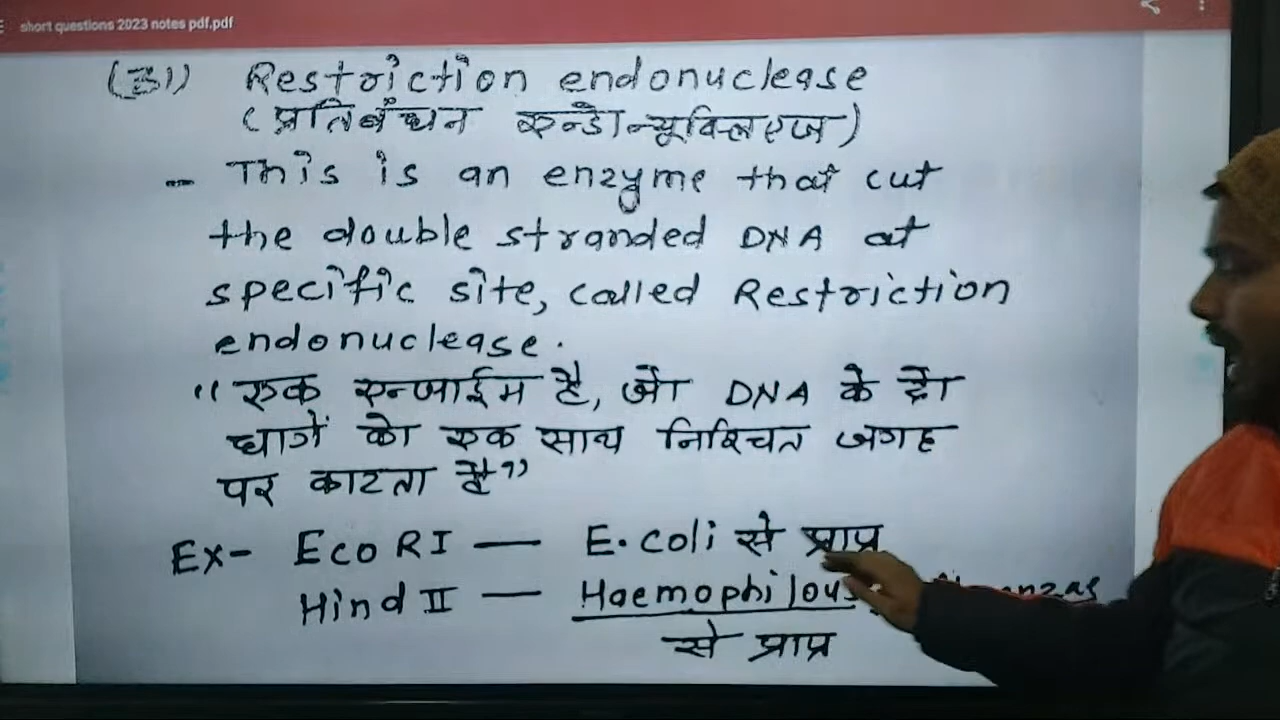 short questions 2023 notes pdf.pdf
(31) Restriction endonuclease
(प्रतिबंधन एन्डोन्यूक्लिएज)
- This is an enzyme that cut
the double stranded DNA at
specific site, called Restriction
endonuclease.
"एक एन्जाईम है, जो DNA के दो
धागों को एक साथ निश्चित जगह
पर काटता है"
Ex- Eco RI — E. coli से प्राप्त
Hind II — Haemophilous
से प्राप्त